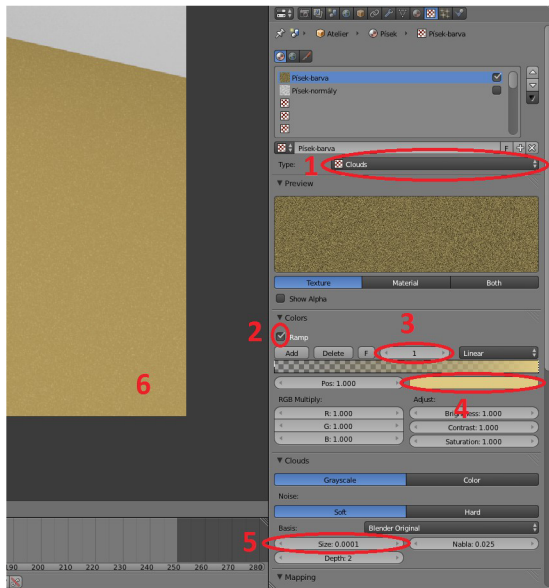 Atelier Písek Písek-barva
Písek-barva
Písek-normály
Písek-barva F
1
Type: Clouds
Preview
Texture Material Both
Show Alpha
Colors
2 Ramp 3
Add Delete F 1 Linear
Pos: 1.000
4
RGB Multiply: Adjust:
R: 1.000 Brightness: 1.000
G: 1.000 Contrast: 1.000
B: 1.000 Saturation: 1.000
6
Clouds
Grayscale Color
Noise:
Soft Hard
Basis: Blender Original
5 Size: 0.0001 Nabla: 0.025
Depth: 2
Mapping
190 200 210 220 230 240 250 260 270 280